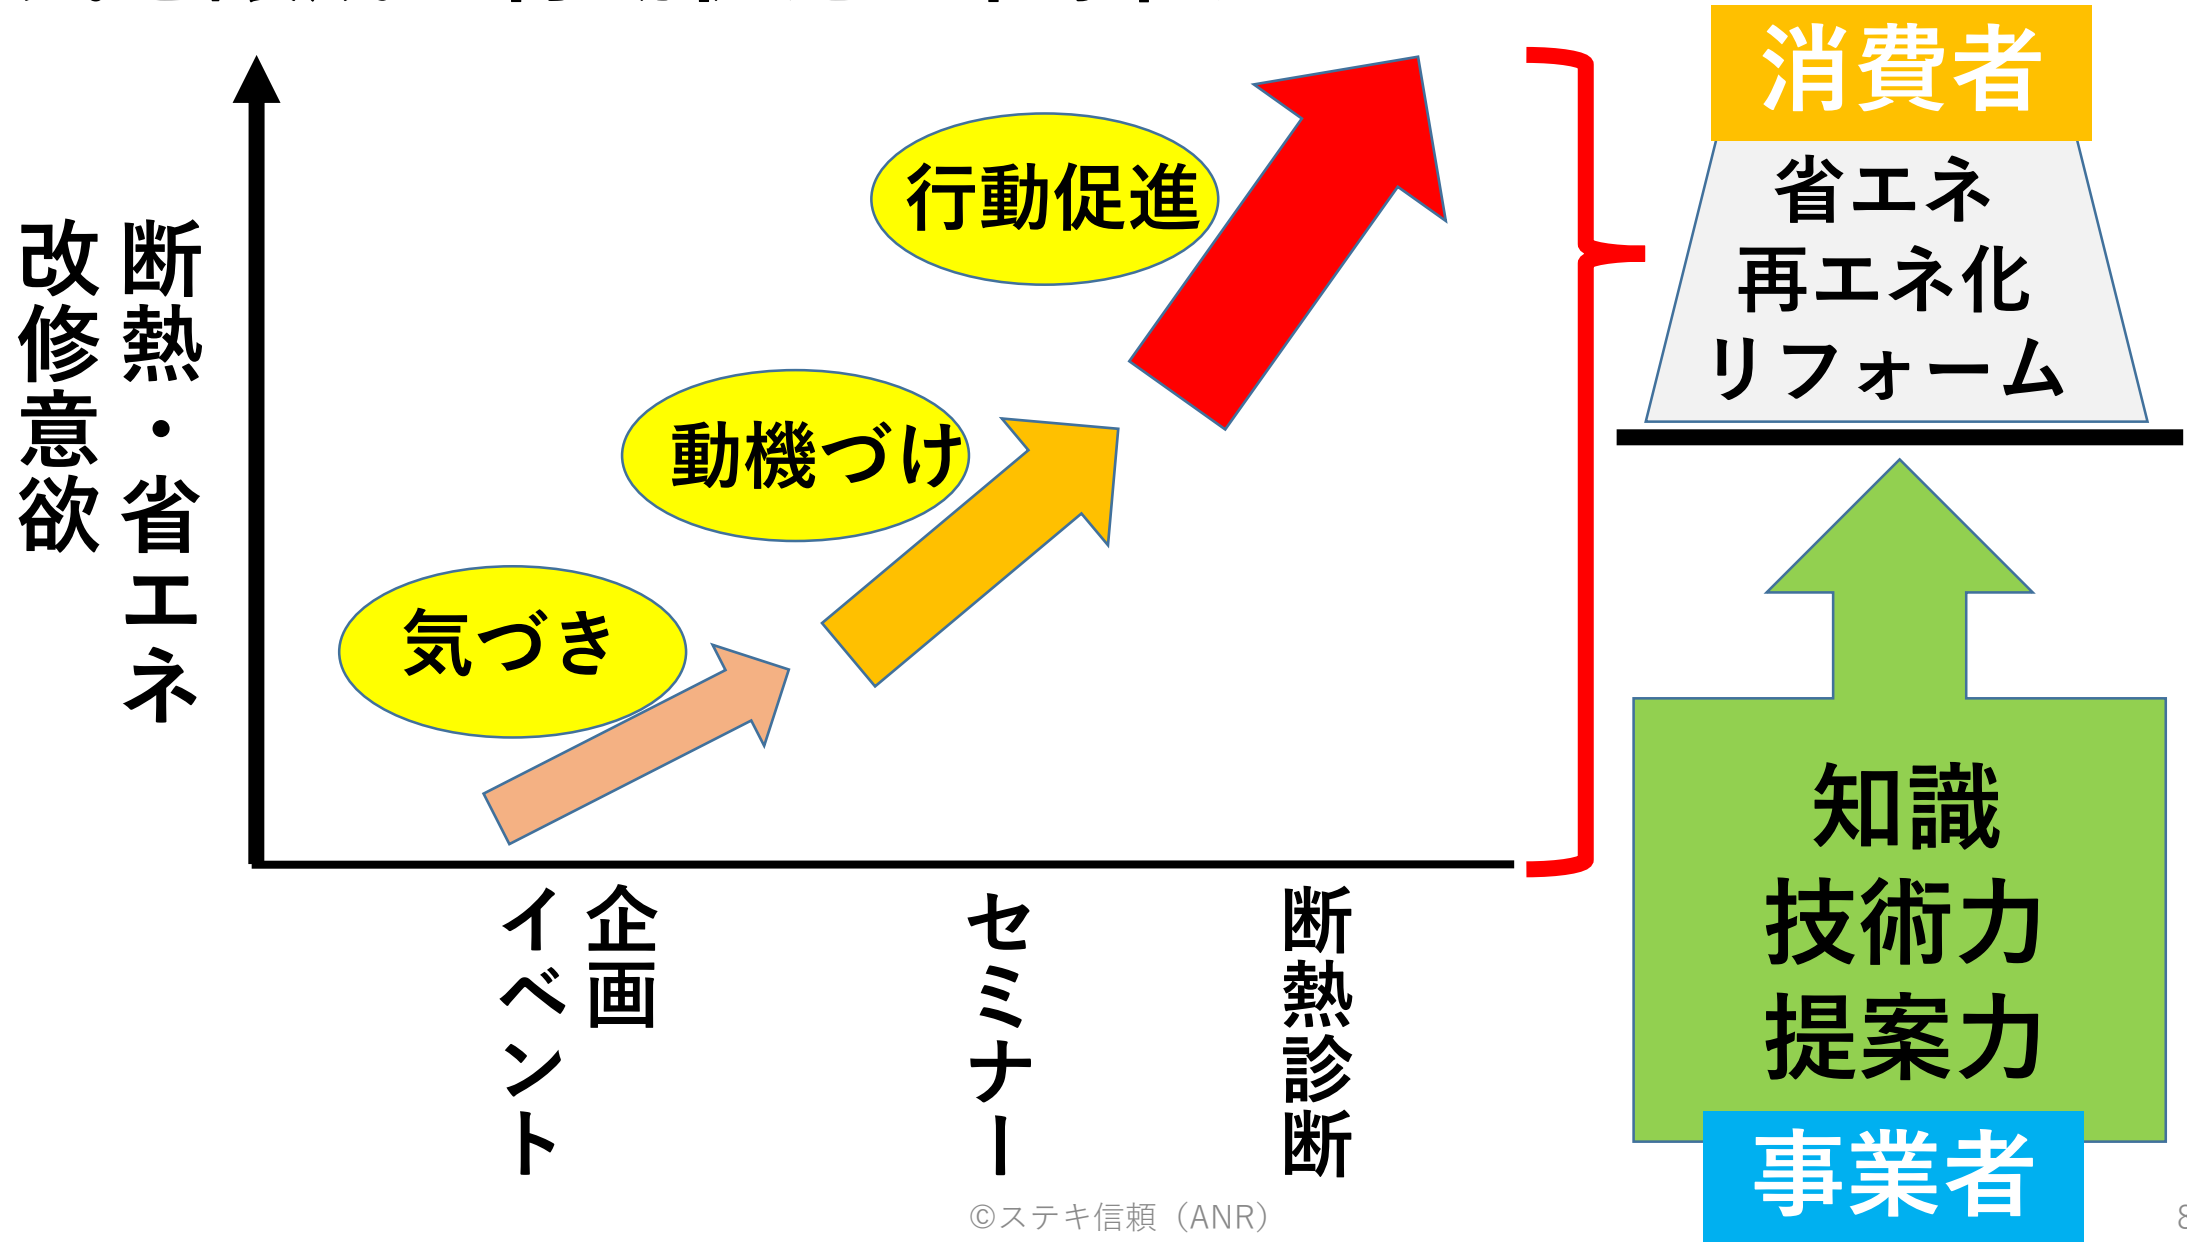 消費者
省エネ
再エネ化
リフォーム
行動促進
動機づけ
気づき
断熱・省エネ
改修意欲
企画
イベント
セミナー
断熱診断
知識
技術力
提案力
事業者
©ステキ信頼（ANR）